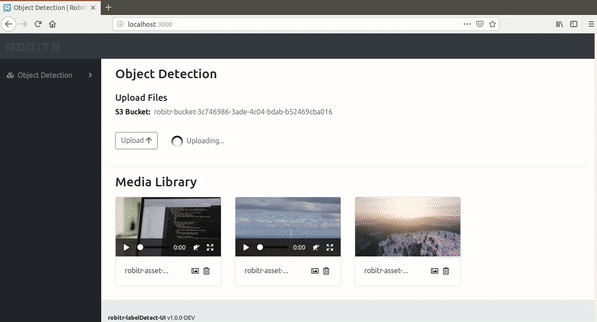 Object Detection | Robitr
localhost:3000
ROBITR
Object Detection
Object Detection
Upload Files
S3 Bucket: robitr-bucket-3c746986-3ade-4c04-bdab-b52469cba016
Upload
Uploading...
Media Library
0:00
0:00
robitr-asset-...
robitr-asset-...
robitr-asset-...
robitr-labelDetect-UI v1.0.0-DEV